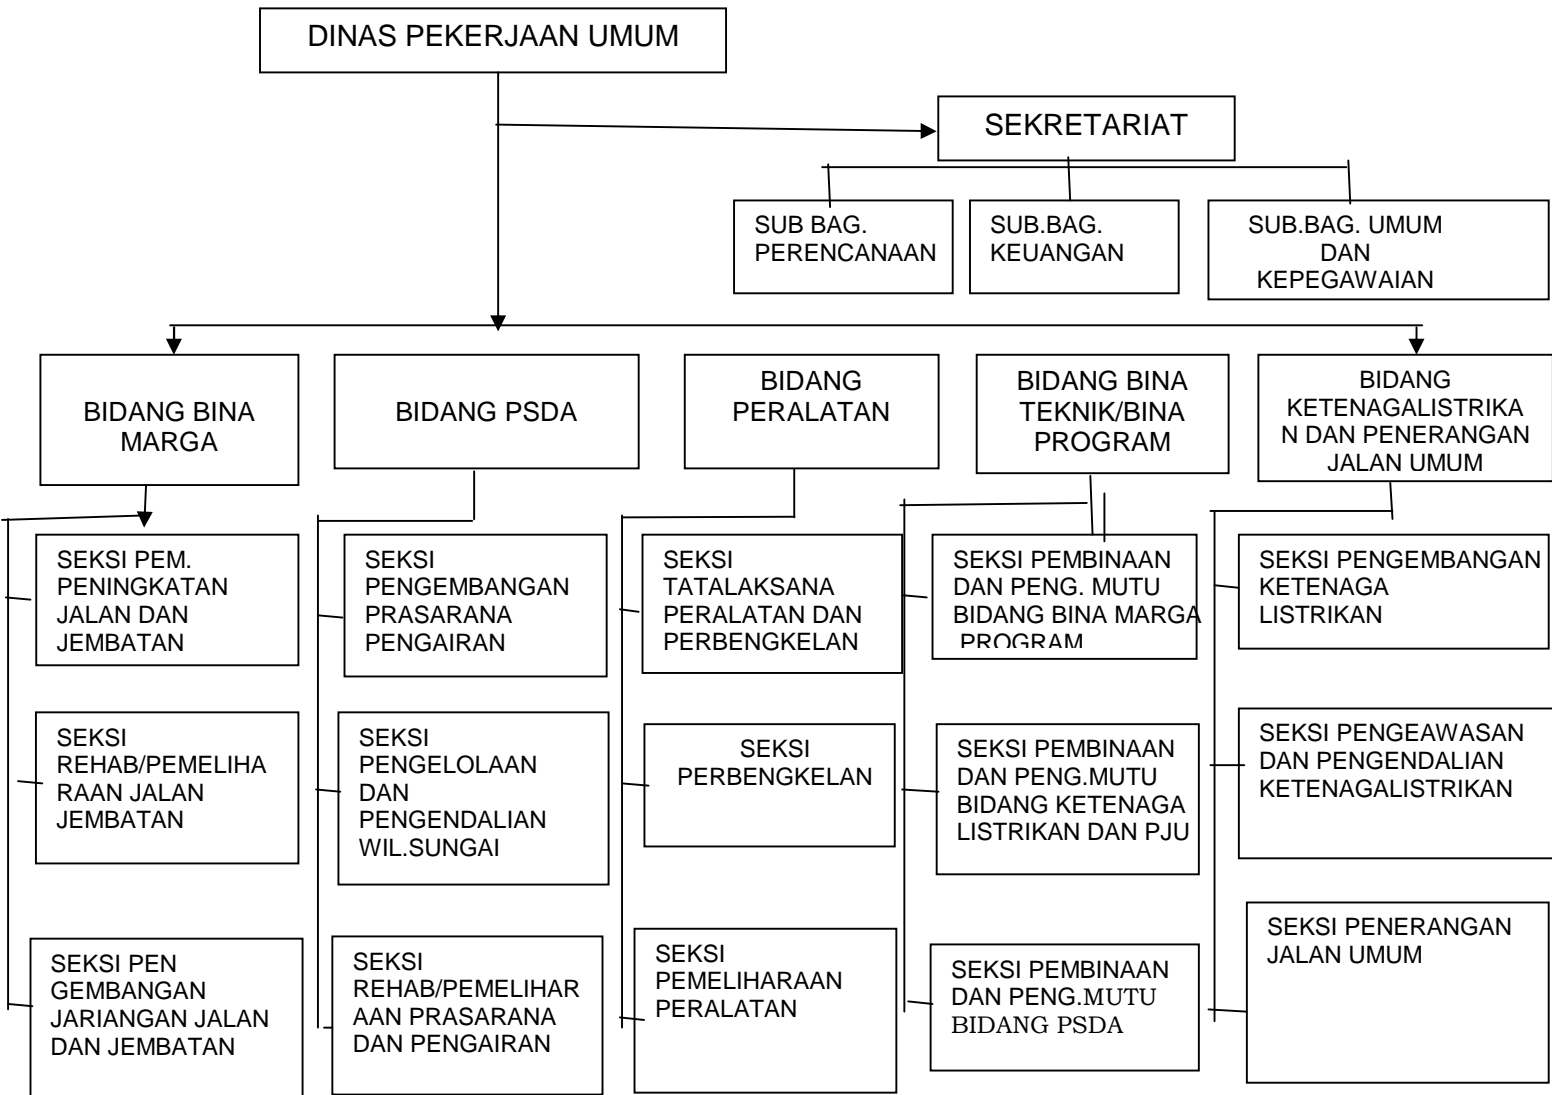 DINAS PEKERJAAN UMUM
SEKRETARIAT
SUB BAG.
PERENCANAAN
SUB.BAG.
KEUANGAN
SUB.BAG. UMUM
DAN
KEPEGAWAIAN
BIDANG BINA
MARGA
BIDANG PSDA
BIDANG
PERALATAN
BIDANG BINA
TEKNIK/BINA
PROGRAM
BIDANG
KETENAGALISTRIKA
N DAN PENERANGAN
JALAN UMUM
SEKSI PEM.
PENINGKATAN
JALAN DAN
JEMBATAN
SEKSI
PENGEMBANGAN
PRASARANA
PENGAIRAN
SEKSI
TATALAKSANA
PERALATAN DAN
PERBENGKELAN
SEKSI PEMBINAAN
DAN PENG. MUTU
BIDANG BINA MARGA
PROGRAM
SEKSI PENGEMBANGAN
KETENAGA
LISTRIKAN
SEKSI
REHAB/PEMELIHA
RAAN JALAN
JEMBATAN
SEKSI
PENGELOLAAN
DAN
PENGENDALIAN
WIL.SUNGAI
SEKSI
PERBENGKELAN
SEKSI PEMBINAAN
DAN PENG.MUTU
BIDANG KETENAGA
LISTRIKAN DAN PJU
SEKSI PENGEAWASAN
DAN PENGENDALIAN
KETENAGALISTRIKAN
SEKSI PEN
GEMBANGAN
JARIANGAN JALAN
DAN JEMBATAN
SEKSI
REHAB/PEMELIHAR
AAN PRASARANA
DAN PENGAIRAN
SEKSI
PEMELIHARAAN
PERALATAN
SEKSI PEMBINAAN
DAN PENG.MUTU
BIDANG PSDA
SEKSI PENERANGAN
JALAN UMUM